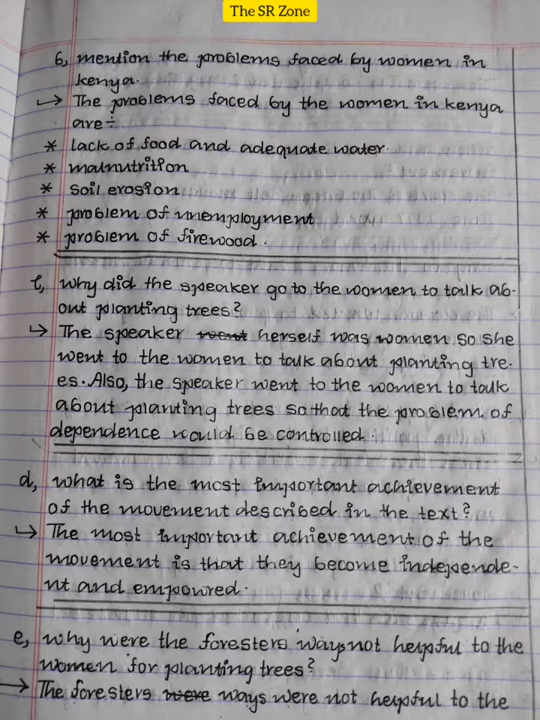 The SR Zone
b, mention the problems faced by women in
kenya.
↳ The problems faced by the women in kenya
are÷
* lack of food and adequate water.
* malnutrition
* soil erosion
* problem of unemployment
* problem of firewood.
c, why did the speaker go to the women to talk ab-
out planting trees?
↳ The speaker went herself was women so she
went to the women to talk about planting tre-
es. Also, the speaker went to the women to talk
about planting trees so that the problem of
dependence would be controlled.
d, what is the most important achievement
of the movement described in the text?
↳ The most important achievement of the
movement is that they become independe-
nt and empowred.
e, why were the foresters' ways not helpful to the
women for planting trees?
→ The foresters were ways were not helpful to the